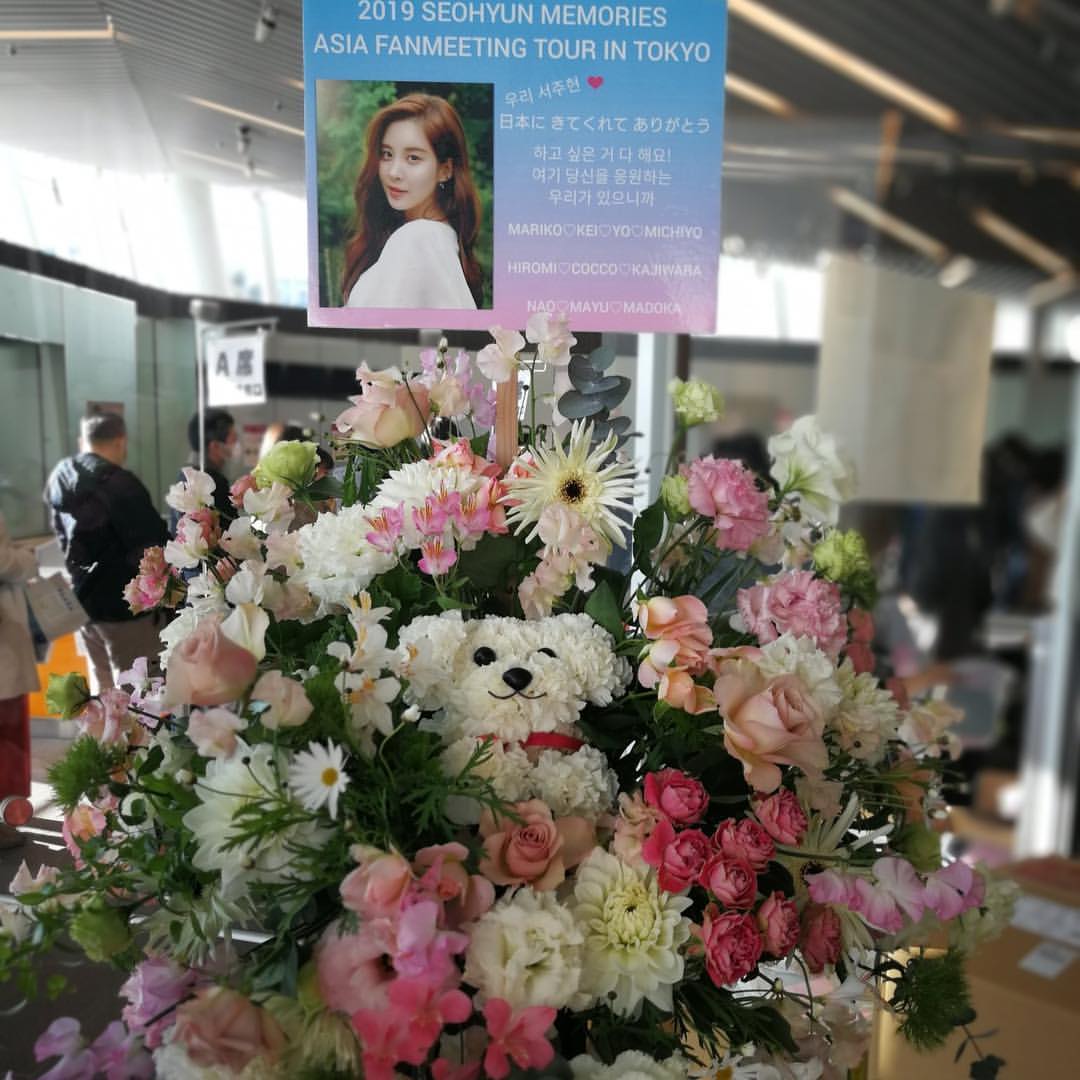 2019 SEOHYUN MEMORIES
ASIA FANMEETING TOUR IN TOKYO
우리 서주현 ❤
日本に きてくれて ありがとう
하고 싶은 거 다 해요!
여기 당신을 응원하는
우리가 있으니까
MARIKO♡KEI♡YO♡MICHIYO
HIROMI♡COCCO♡KAJIWARA
NAO♡MAYU♡MADOKA
A席